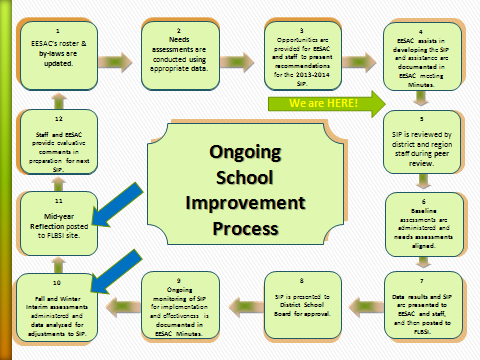 1
EESAC's roster &
by-laws are
updated.
2
Needs
assessments are
conducted using
appropriate data.
3
Opportunities are
provided for EESAC
and staff to present
recommendations
for the 2013-2014
SIP.
4
EESAC assists in
developing the SIP
and assistance are
documented in
EESAC meeting
Minutes.
We are HERE!
5
SIP is reviewed by
district and region
staff during peer
review.
6
Baseline
assessments are
administered and
needs assessments
aligned.
7
Data results and SIP
are presented to
EESAC and staff,
and then posted to
FLBSI.
8
SIP is presented to
District School
Board for approval.
9
Ongoing
monitoring of SIP
for implementation
and effectiveness is
documented in
EESAC Minutes.
10
Fall and Winter
Interim assessments
administered and
data analyzed for
adjustments to SIP.
11
Mid-year
Reflection posted
to FLBSI site.
12
Staff and EESAC
provide evaluative
comments in
preparation for next
SIP.
Ongoing
School
Improvement
Process